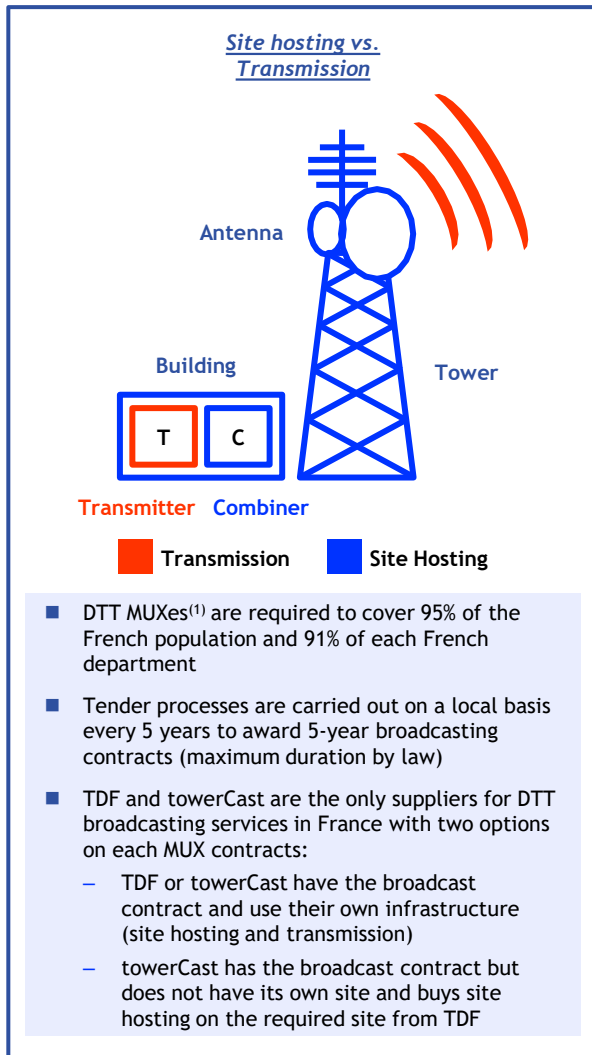 Site hosting vs.
Transmission
Antenna
Building
Tower
T
C
Transmitter Combiner
Transmission Site Hosting
■ DTT MUXes(1) are required to cover 95% of the
French population and 91% of each French
department
■ Tender processes are carried out on a local basis
every 5 years to award 5-year broadcasting
contracts (maximum duration by law)
■ TDF and towerCast are the only suppliers for DTT
broadcasting services in France with two options
on each MUX contracts:
– TDF or towerCast have the broadcast
contract and use their own infrastructure
(site hosting and transmission)
– towerCast has the broadcast contract but
does not have its own site and buys site
hosting on the required site from TDF